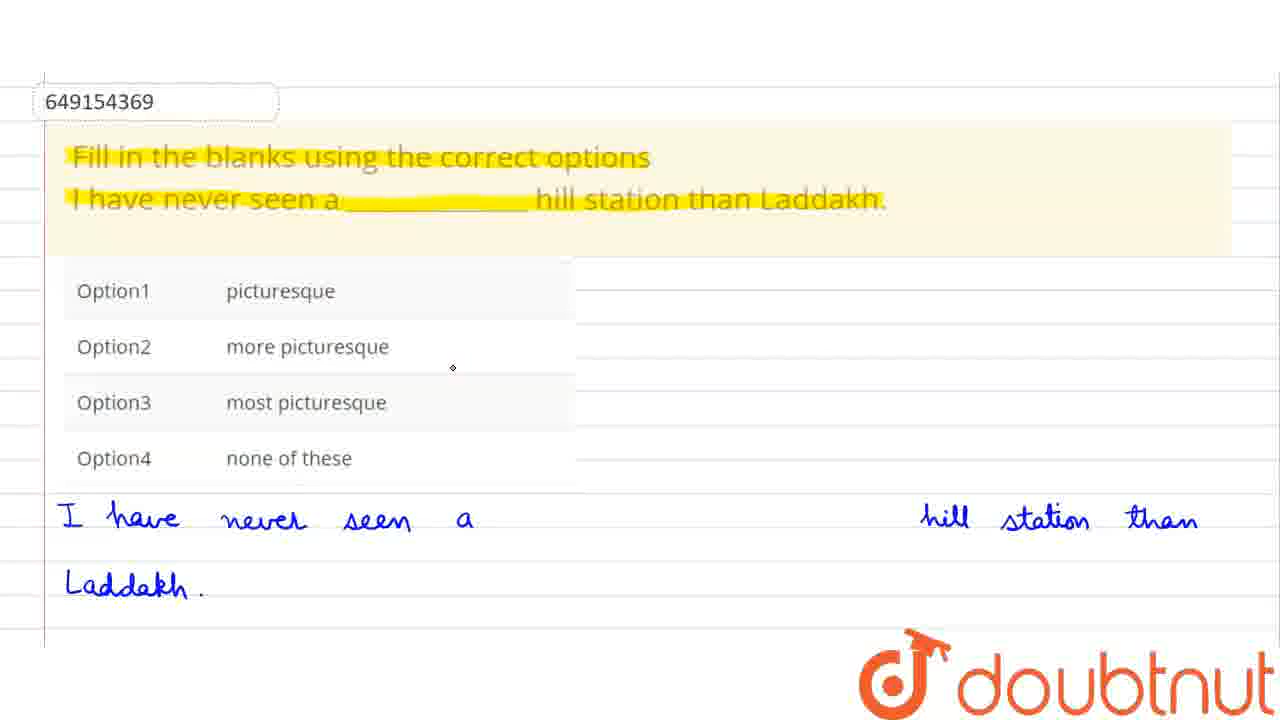 649154369
Fill in the blanks using the correct options
I have never seen a ____________ hill station than Laddakh.
Option1 picturesque
Option2 more picturesque
Option3 most picturesque
Option4 none of these
I have never seen a hill station than
Laddakh.
doubtnut